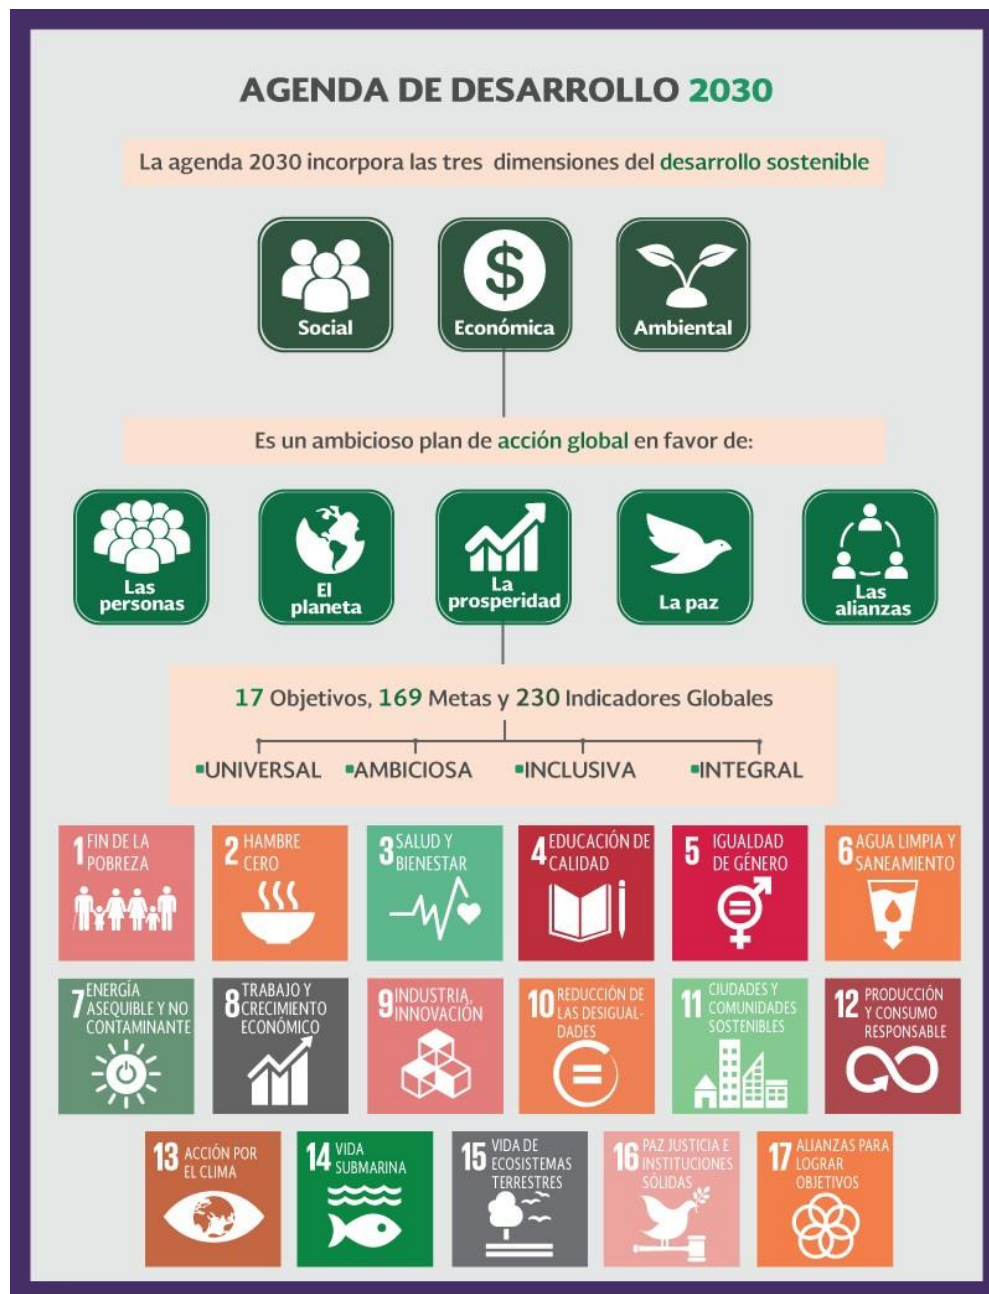 AGENDA DE DESARROLLO 2030
La agenda 2030 incorpora las tres dimensiones del desarrollo sostenible
Social
Económica
Ambiental
Es un ambicioso plan de acción global en favor de:
Las
personas
El
planeta
La
prosperidad
La paz
Las
alianzas
17 Objetivos, 169 Metas y 230 Indicadores Globales
UNIVERSAL
AMBICIOSA
INCLUSIVA
INTEGRAL
1 FIN DE LA
POBREZA
2 HAMBRE
CERO
3 SALUD Y
BIENESTAR
4 EDUCACIÓN DE
CALIDAD
5 IGUALDAD
DE GÉNERO
6 AGUA LIMPIA Y
SANEAMIENTO
7 ENERGÍA
ASEQUIBLE Y NO
CONTAMINANTE
8 TRABAJO Y
CRECIMIENTO
ECONÓMICO
9 INDUSTRIA,
INNOVACIÓN
10 REDUCCIÓN DE
LAS DESIGUAL-
DADES
11 CIUDADES Y
COMUNIDADES
SOSTENIBLES
12 PRODUCCIÓN
Y CONSUMO
RESPONSABLE
13 ACCIÓN POR
EL CLIMA
14 VIDA
SUBMARINA
15 VIDA DE
ECOSISTEMAS
TERRESTRES
16 PAZ JUSTICIA E
INSTITUCIONES
SÓLIDAS
17 ALIANZAS PARA
LOGRAR
OBJETIVOS